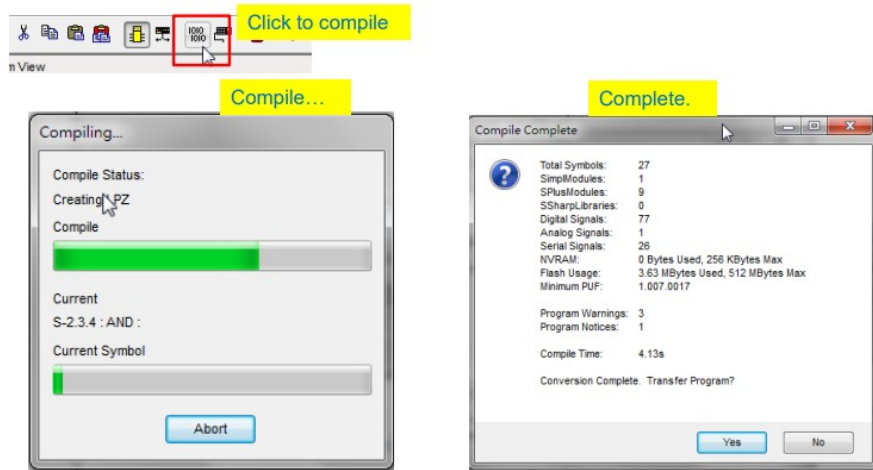 Click to compile
1010
1010
m View
Compile…
Complete.
Compiling...
Compile Status:
Compile
Current
S-2.3.4 : AND :
Current Symbol
Abort
Compile Complete
Total Symbols: 27
SimplModules: 1
SPlusModules: 9
SSharpLibraries: 0
Digital Signals: 77
Analog Signals: 1
Serial Signals: 26
NVRAM: 0 Bytes Used, 256 KBytes Max
Flash Usage: 3.63 MBytes Used, 512 MBytes Max
Minimum PUF: 1.007.0017
Program Warnings: 3
Program Notices: 1
Compile Time: 4.13s
Conversion Complete. Transfer Program?
Yes
No